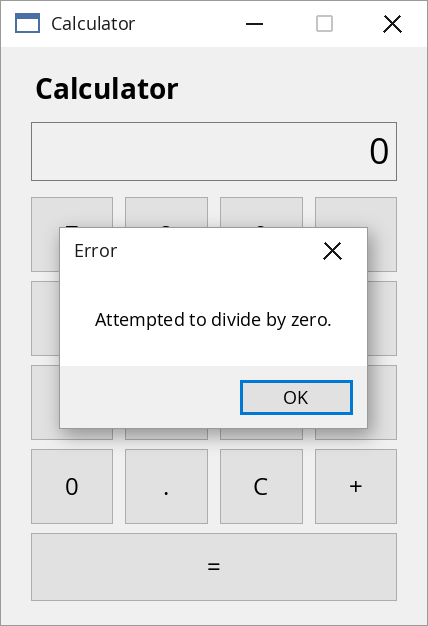 Calculator
Calculator
0
Error
Attempted to divide by zero.
OK
0 . C +
=